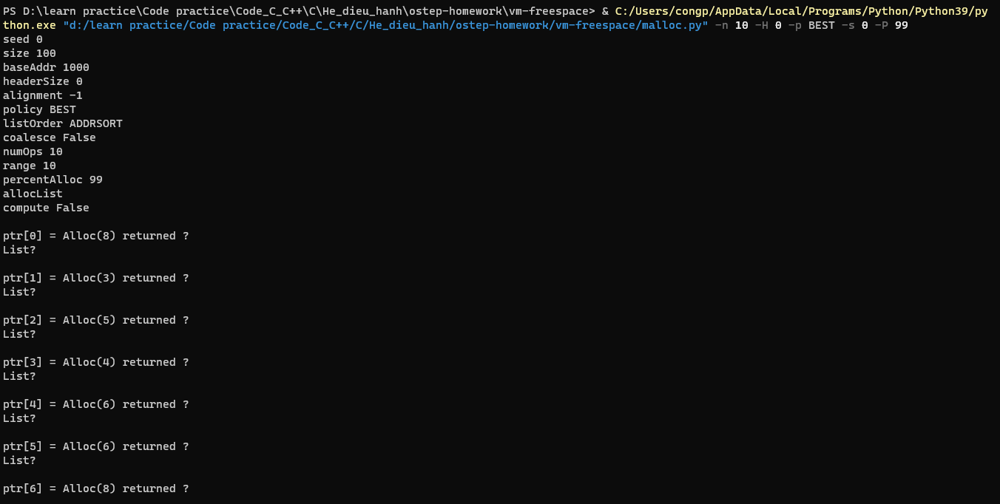 PS D:\learn practice\Code practice\Code_C_C++\C\He_dieu_hanh\ostep-homework\vm-freespace> & C:/Users/congp/AppData/Local/Programs/Python/Python39/py
thon.exe "d:/learn practice/Code practice/Code_C_C++/C/He_dieu_hanh/ostep-homework/vm-freespace/malloc.py" -n 10 -H 0 -p BEST -s 0 -P 99
seed 0
size 100
baseAddr 1000
headerSize 0
alignment -1
policy BEST
listOrder ADDRSORT
coalesce False
numOps 10
range 10
percentAlloc 99
allocList
compute False
ptr[0] = Alloc(8) returned ?
List?
ptr[1] = Alloc(3) returned ?
List?
ptr[2] = Alloc(5) returned ?
List?
ptr[3] = Alloc(4) returned ?
List?
ptr[4] = Alloc(6) returned ?
List?
ptr[5] = Alloc(6) returned ?
List?
ptr[6] = Alloc(8) returned ?